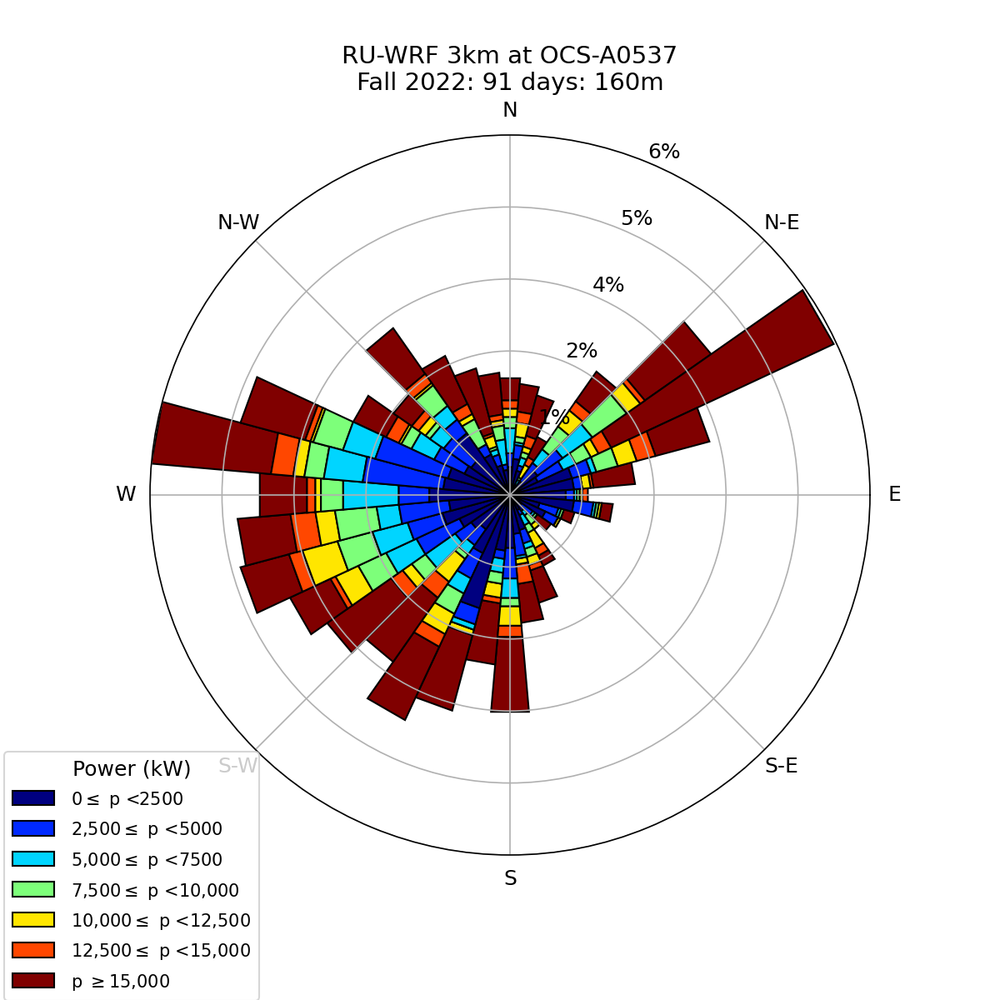 RU-WRF 3km at OCS-A0537
Fall 2022: 91 days: 160m
N
6%
5%
N-W
N-E
4%
2%
1%
W
E
S-W
S-E
S
Power (kW)
0≤ p <2500
2,500≤ p <5000
5,000≤ p <7500
7,500≤ p <10,000
10,000≤ p <12,500
12,500≤ p <15,000
p ≥15,000